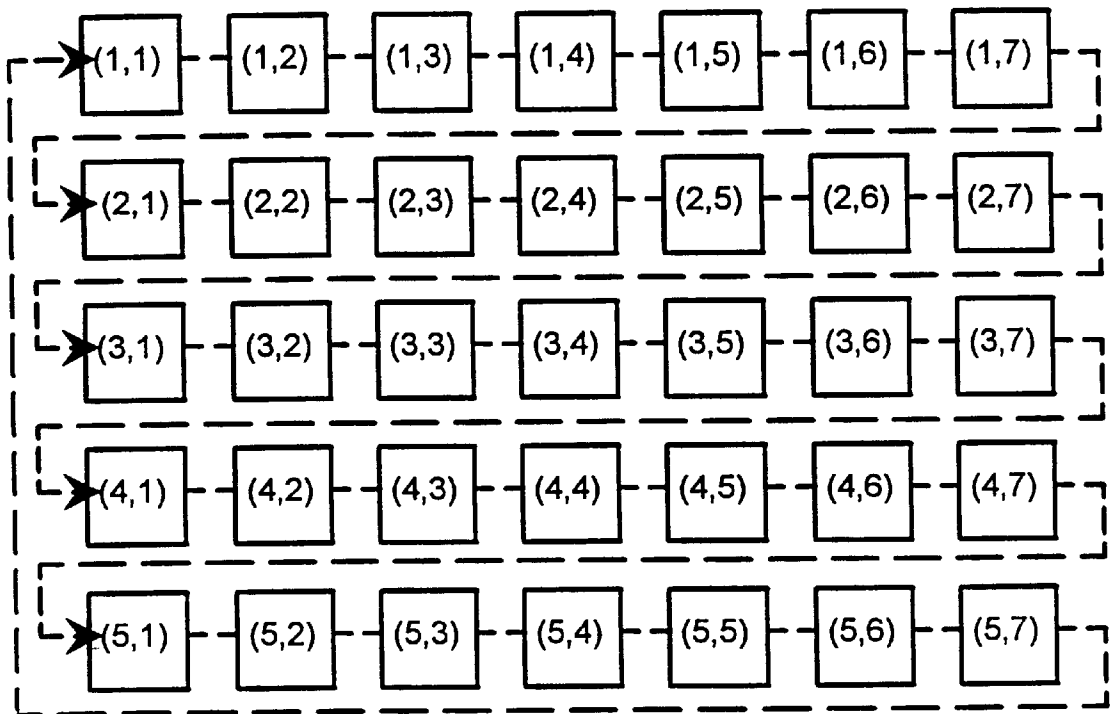 (1,1) (1,2) (1,3) (1,4) (1,5) (1,6) (1,7)
(2,1) (2,2) (2,3) (2,4) (2,5) (2,6) (2,7)
(3,1) (3,2) (3,3) (3,4) (3,5) (3,6) (3,7)
(4,1) (4,2) (4,3) (4,4) (4,5) (4,6) (4,7)
(5,1) (5,2) (5,3) (5,4) (5,5) (5,6) (5,7)